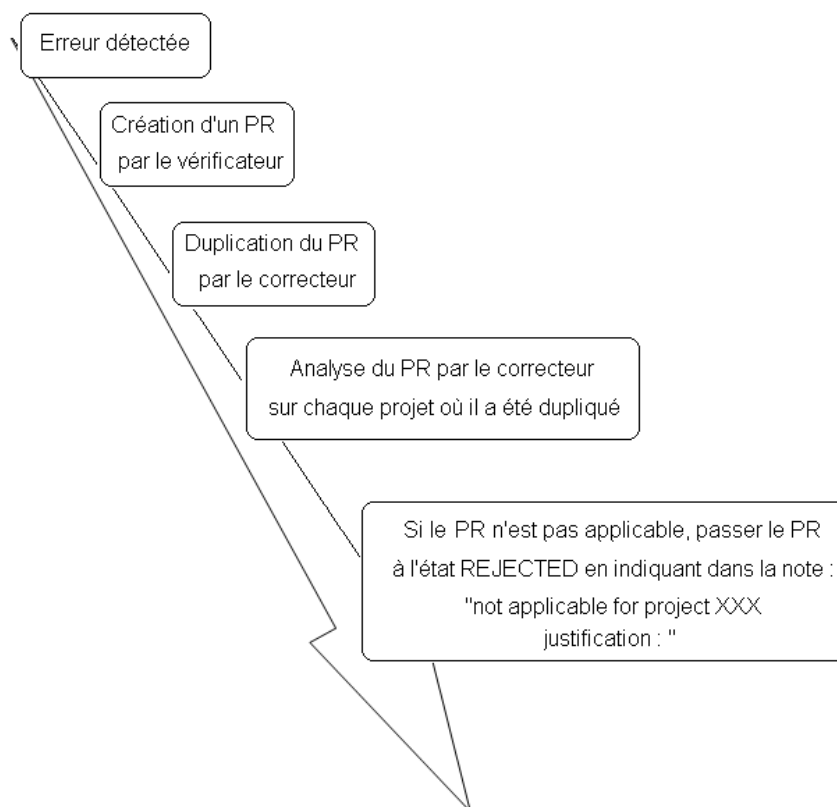 Erreur détectée
Création d'un PR
par le vérificateur
Duplication du PR
par le correcteur
Analyse du PR par le correcteur
sur chaque projet où il a été dupliqué
Si le PR n'est pas applicable, passer le PR
à l'état REJECTED en indiquant dans la note :
"not applicable for project XXX
justification : "